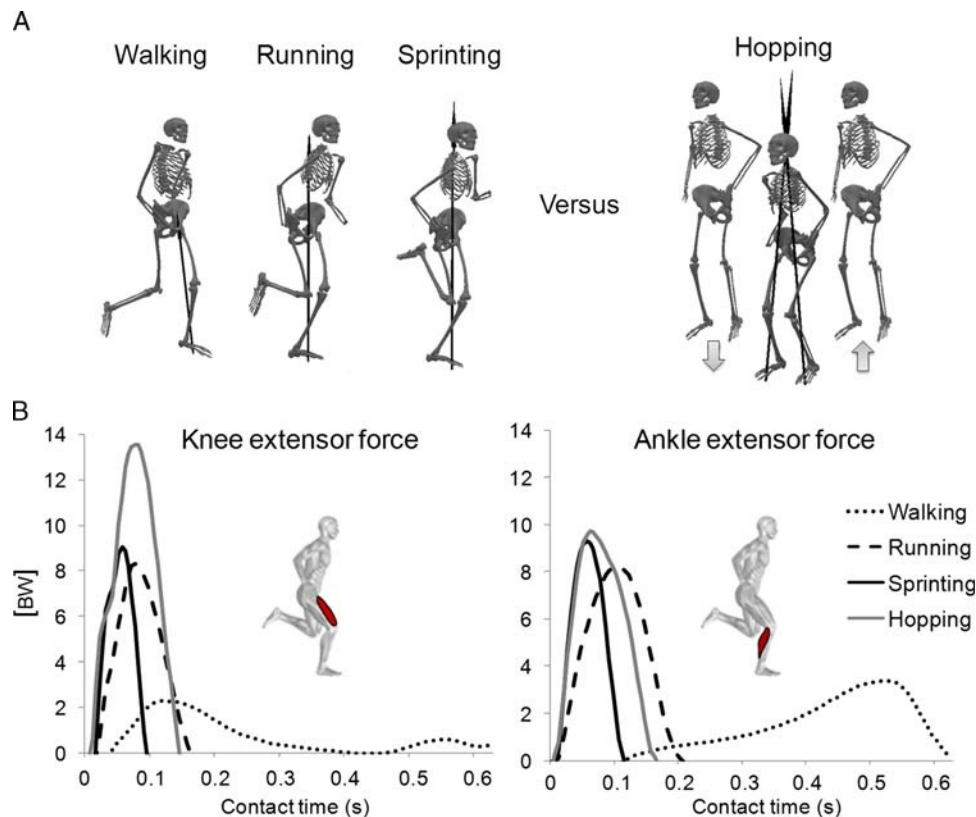 A
Walking Running Sprinting
Hopping
Versus
B
Knee extensor force
[BW]
14
12
10
8
6
4
2
0
0 0.1 0.2 0.3 0.4 0.5 0.6
Contact time (s)
Ankle extensor force
14
12
10
8
6
4
2
0
0 0.1 0.2 0.3 0.4 0.5 0.6
Contact time (s)
Walking
Running
Sprinting
Hopping